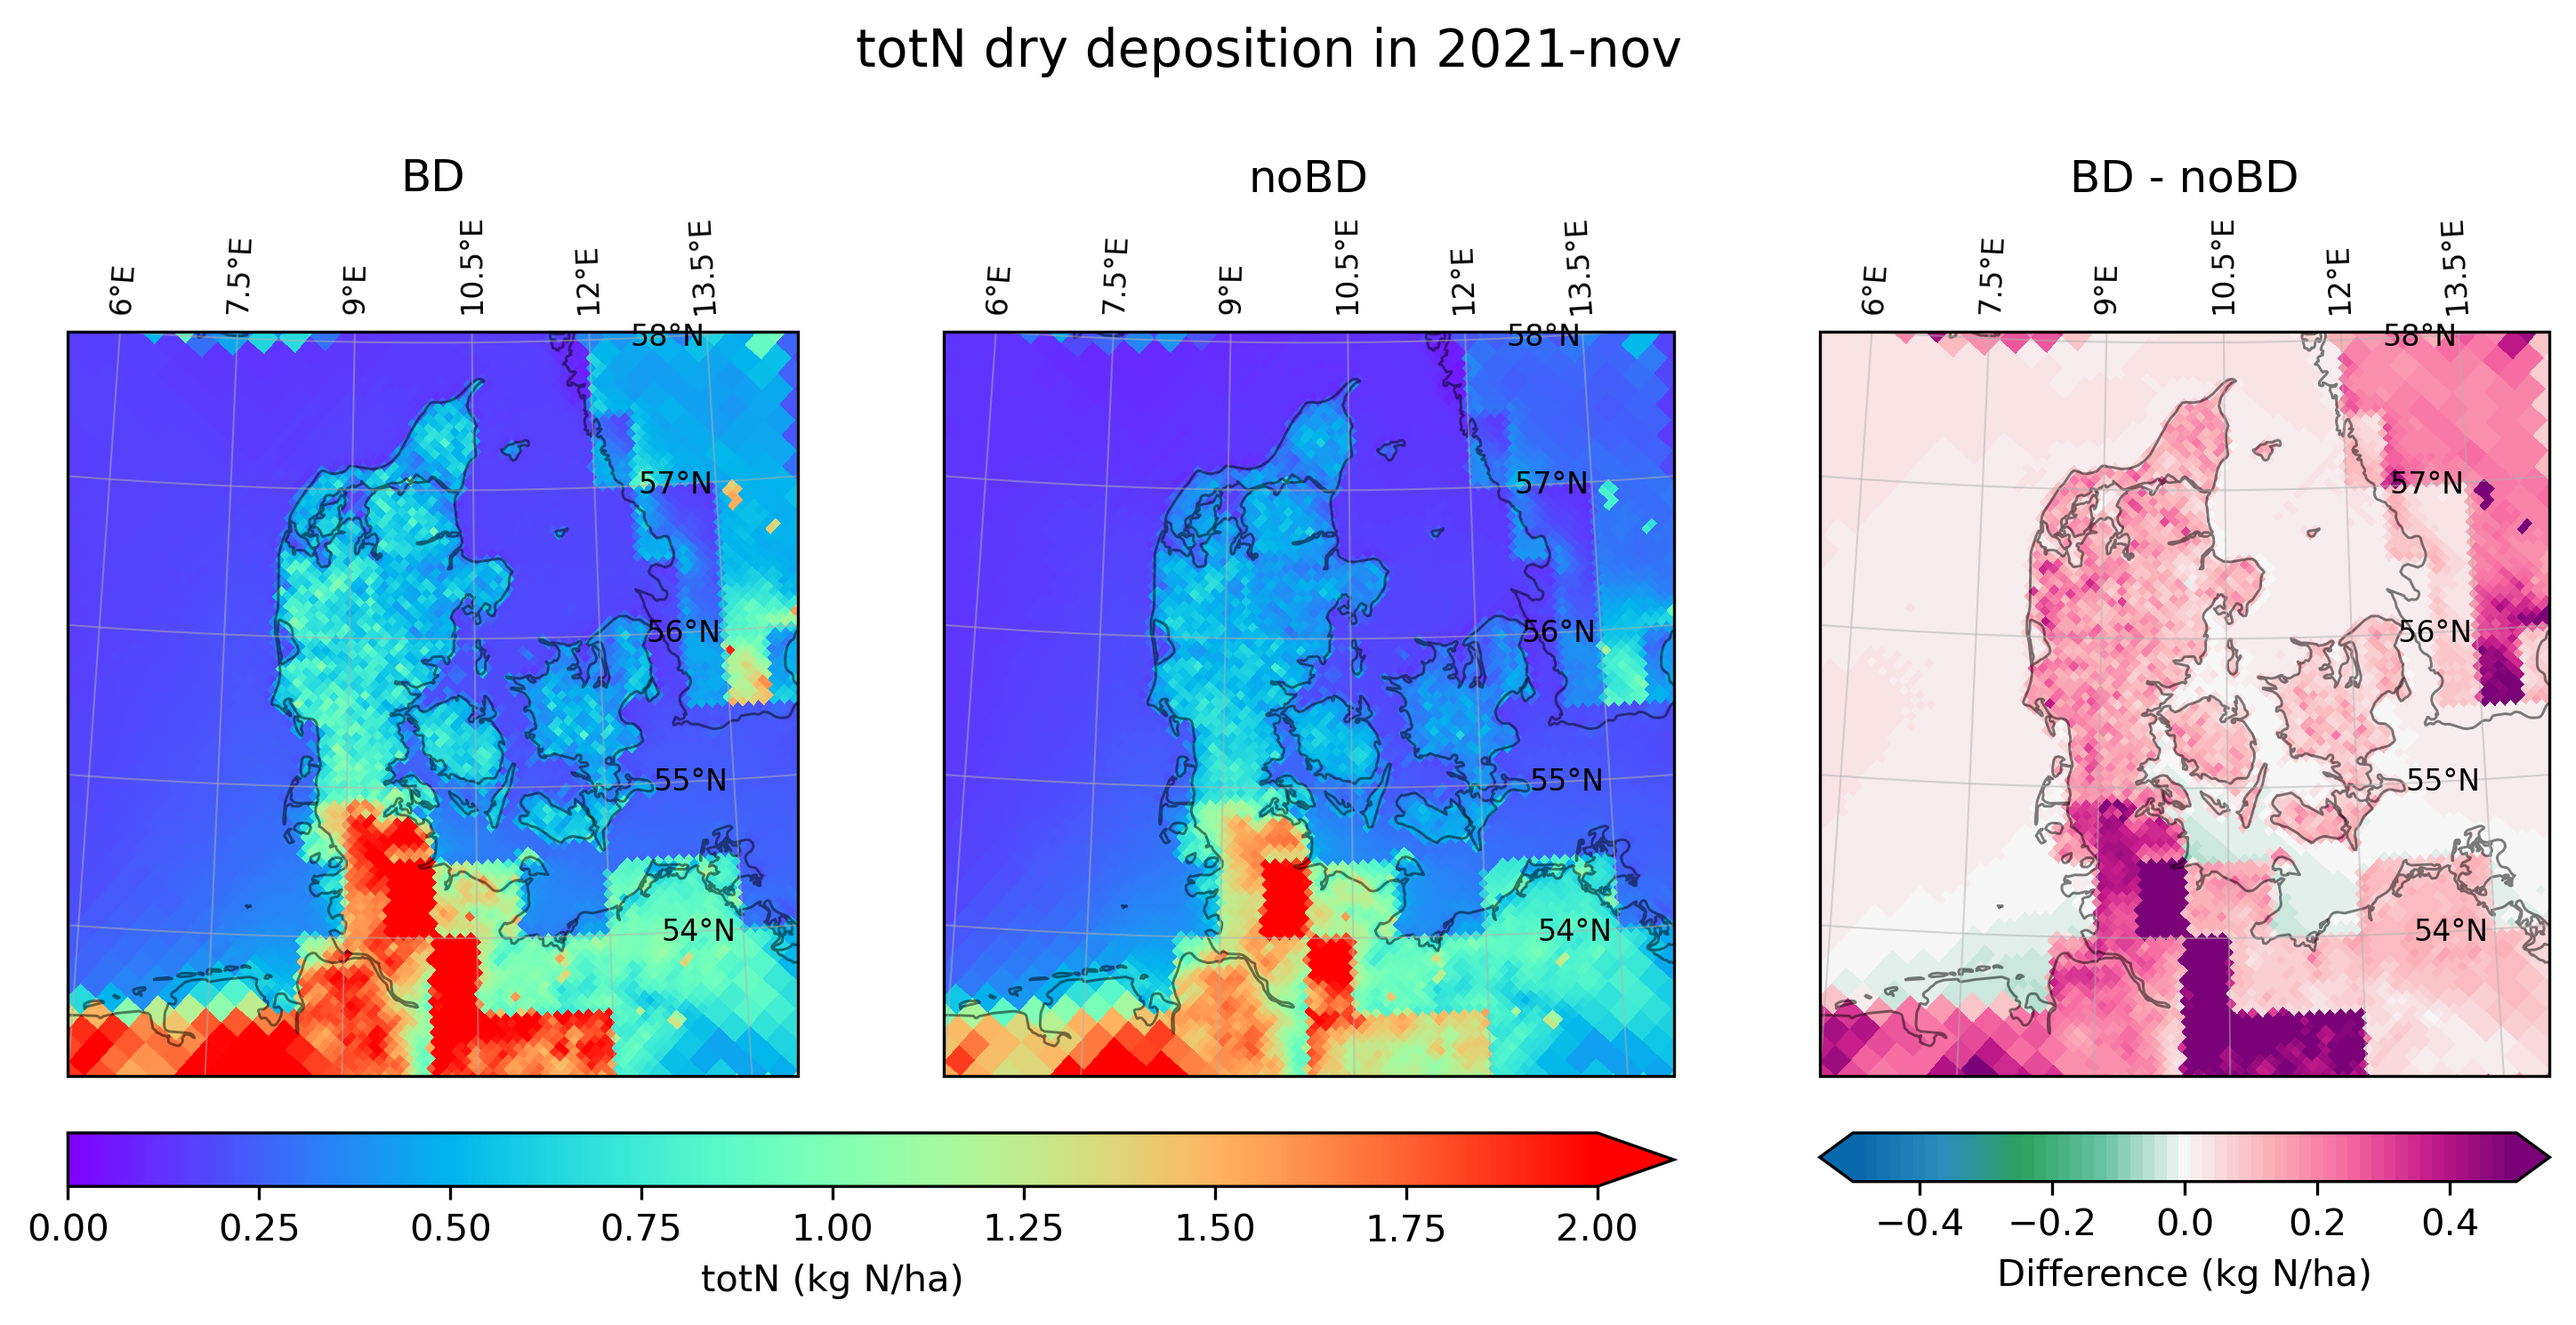 totN dry deposition in 2021-nov
BD
noBD
BD - noBD
6°E 7.5°E 9°E 10.5°E 12°E 13.5°E
6°E 7.5°E 9°E 10.5°E 12°E 13.5°E
6°E 7.5°E 9°E 10.5°E 12°E 13.5°E
58°N 58°N 58°N
57°N 57°N 57°N
56°N 56°N 56°N
55°N 55°N 55°N
54°N 54°N 54°N
0.00 0.25 0.50 0.75 1.00 1.25 1.50 1.75 2.00
totN (kg N/ha)
−0.4 −0.2 0.0 0.2 0.4
Difference (kg N/ha)